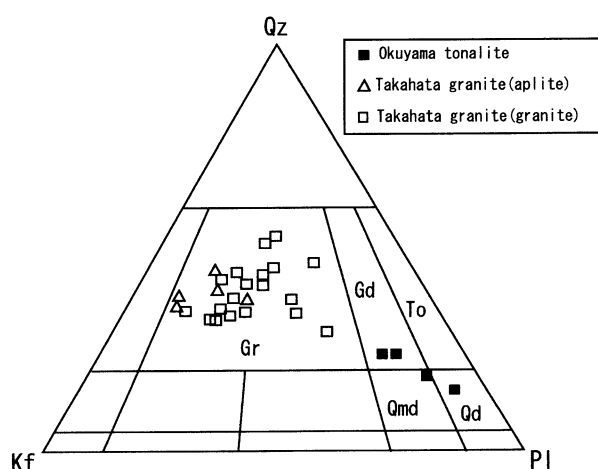 Qz
Okuyama tonalite
Takahata granite(aplite)
Takahata granite(granite)
Gd
To
Gr
Qmd
Qd
Kf
Pl